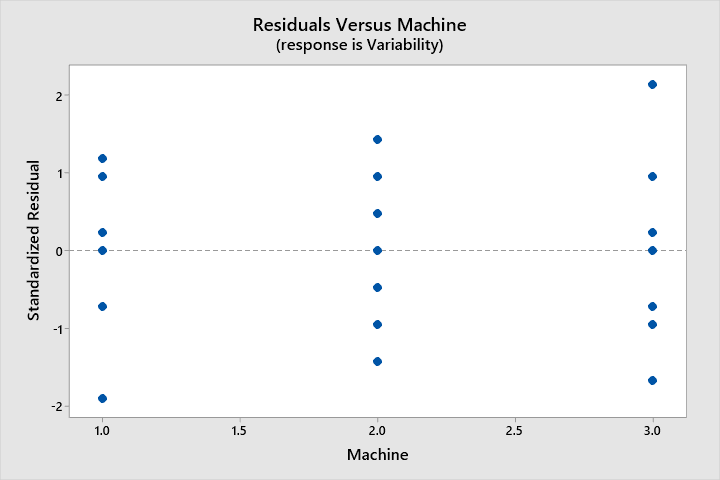 Residuals Versus Machine
(response is Variability)
Standardized Residual
2
1
0
-1
-2
1.0 1.5 2.0 2.5 3.0
Machine